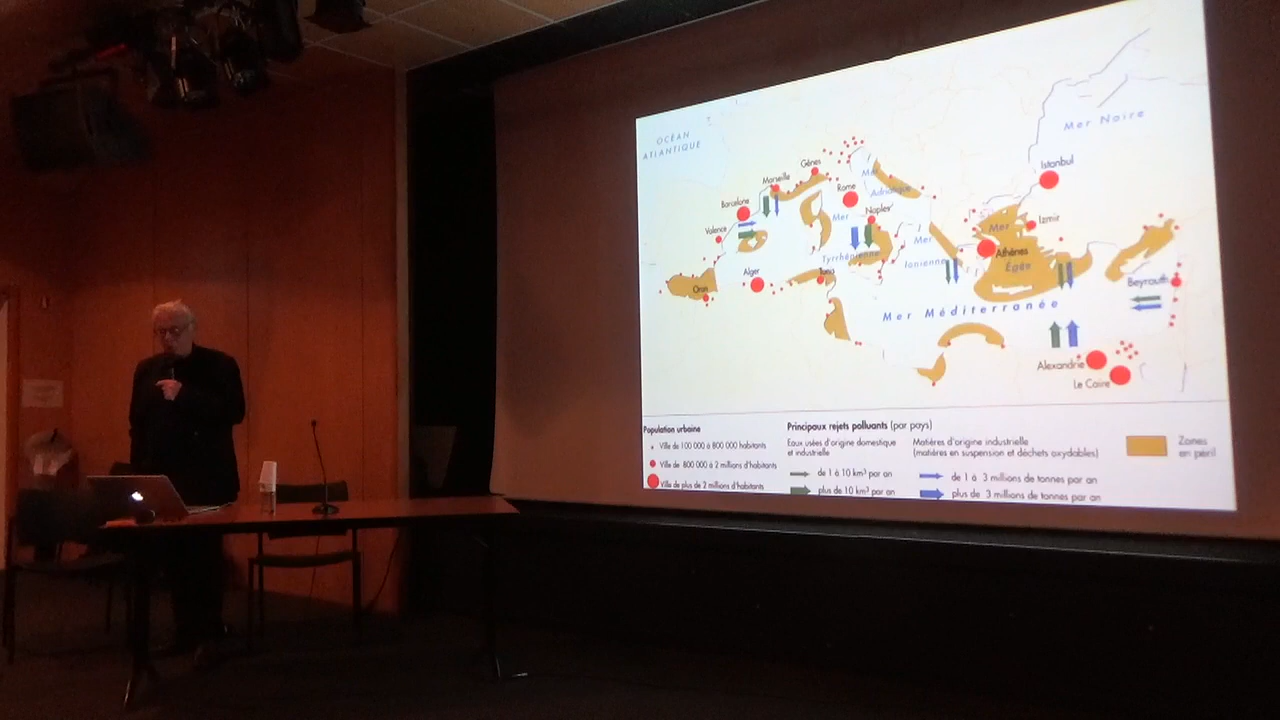 OCÉAN
ATLANTIQUE
Mer Noire
Istanbul
Gênes
Marseille
Mer
Adriatique
Rome
Barcelone
Naples
Mer
Tyrrhénienne
Valence
Mer
Ionienne
Izmir
Mer
Égée
Athènes
Alger
Oran
Tunis
Beyrouth
Mer Méditerranée
Alexandrie
Le Caire
Population urbaine
Ville de 100 000 à 800 000 habitants
Ville de 800 000 à 2 millions d'habitants
Ville de plus de 2 millions d'habitants
Principaux rejets polluants (par pays)
Eaux usées d'origine domestique
et industrielle
de 1 à 10 km³ par an
plus de 10 km³ par an
Matières d'origine industrielle
(matières en suspension et déchets oxydables)
de 1 à 3 millions de tonnes par an
plus de 3 millions de tonnes par an
Zones
en péril